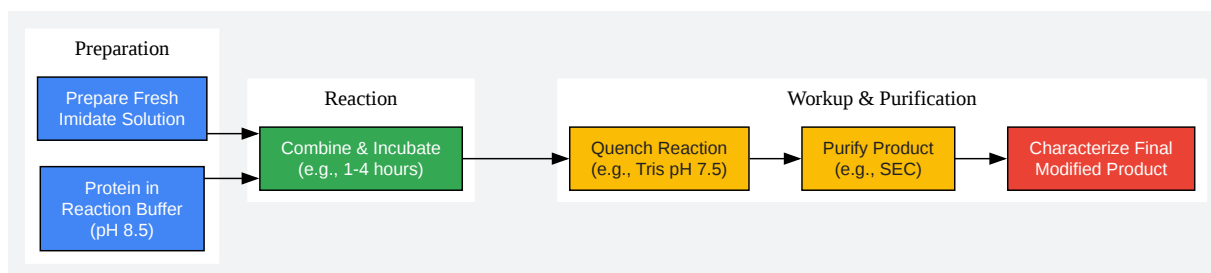 Preparation
Prepare Fresh
Imidate Solution
Protein in
Reaction Buffer
(pH 8.5)
Reaction
Combine & Incubate
(e.g., 1-4 hours)
Workup & Purification
Quench Reaction
(e.g., Tris pH 7.5)
Purify Product
(e.g., SEC)
Characterize Final
Modified Product